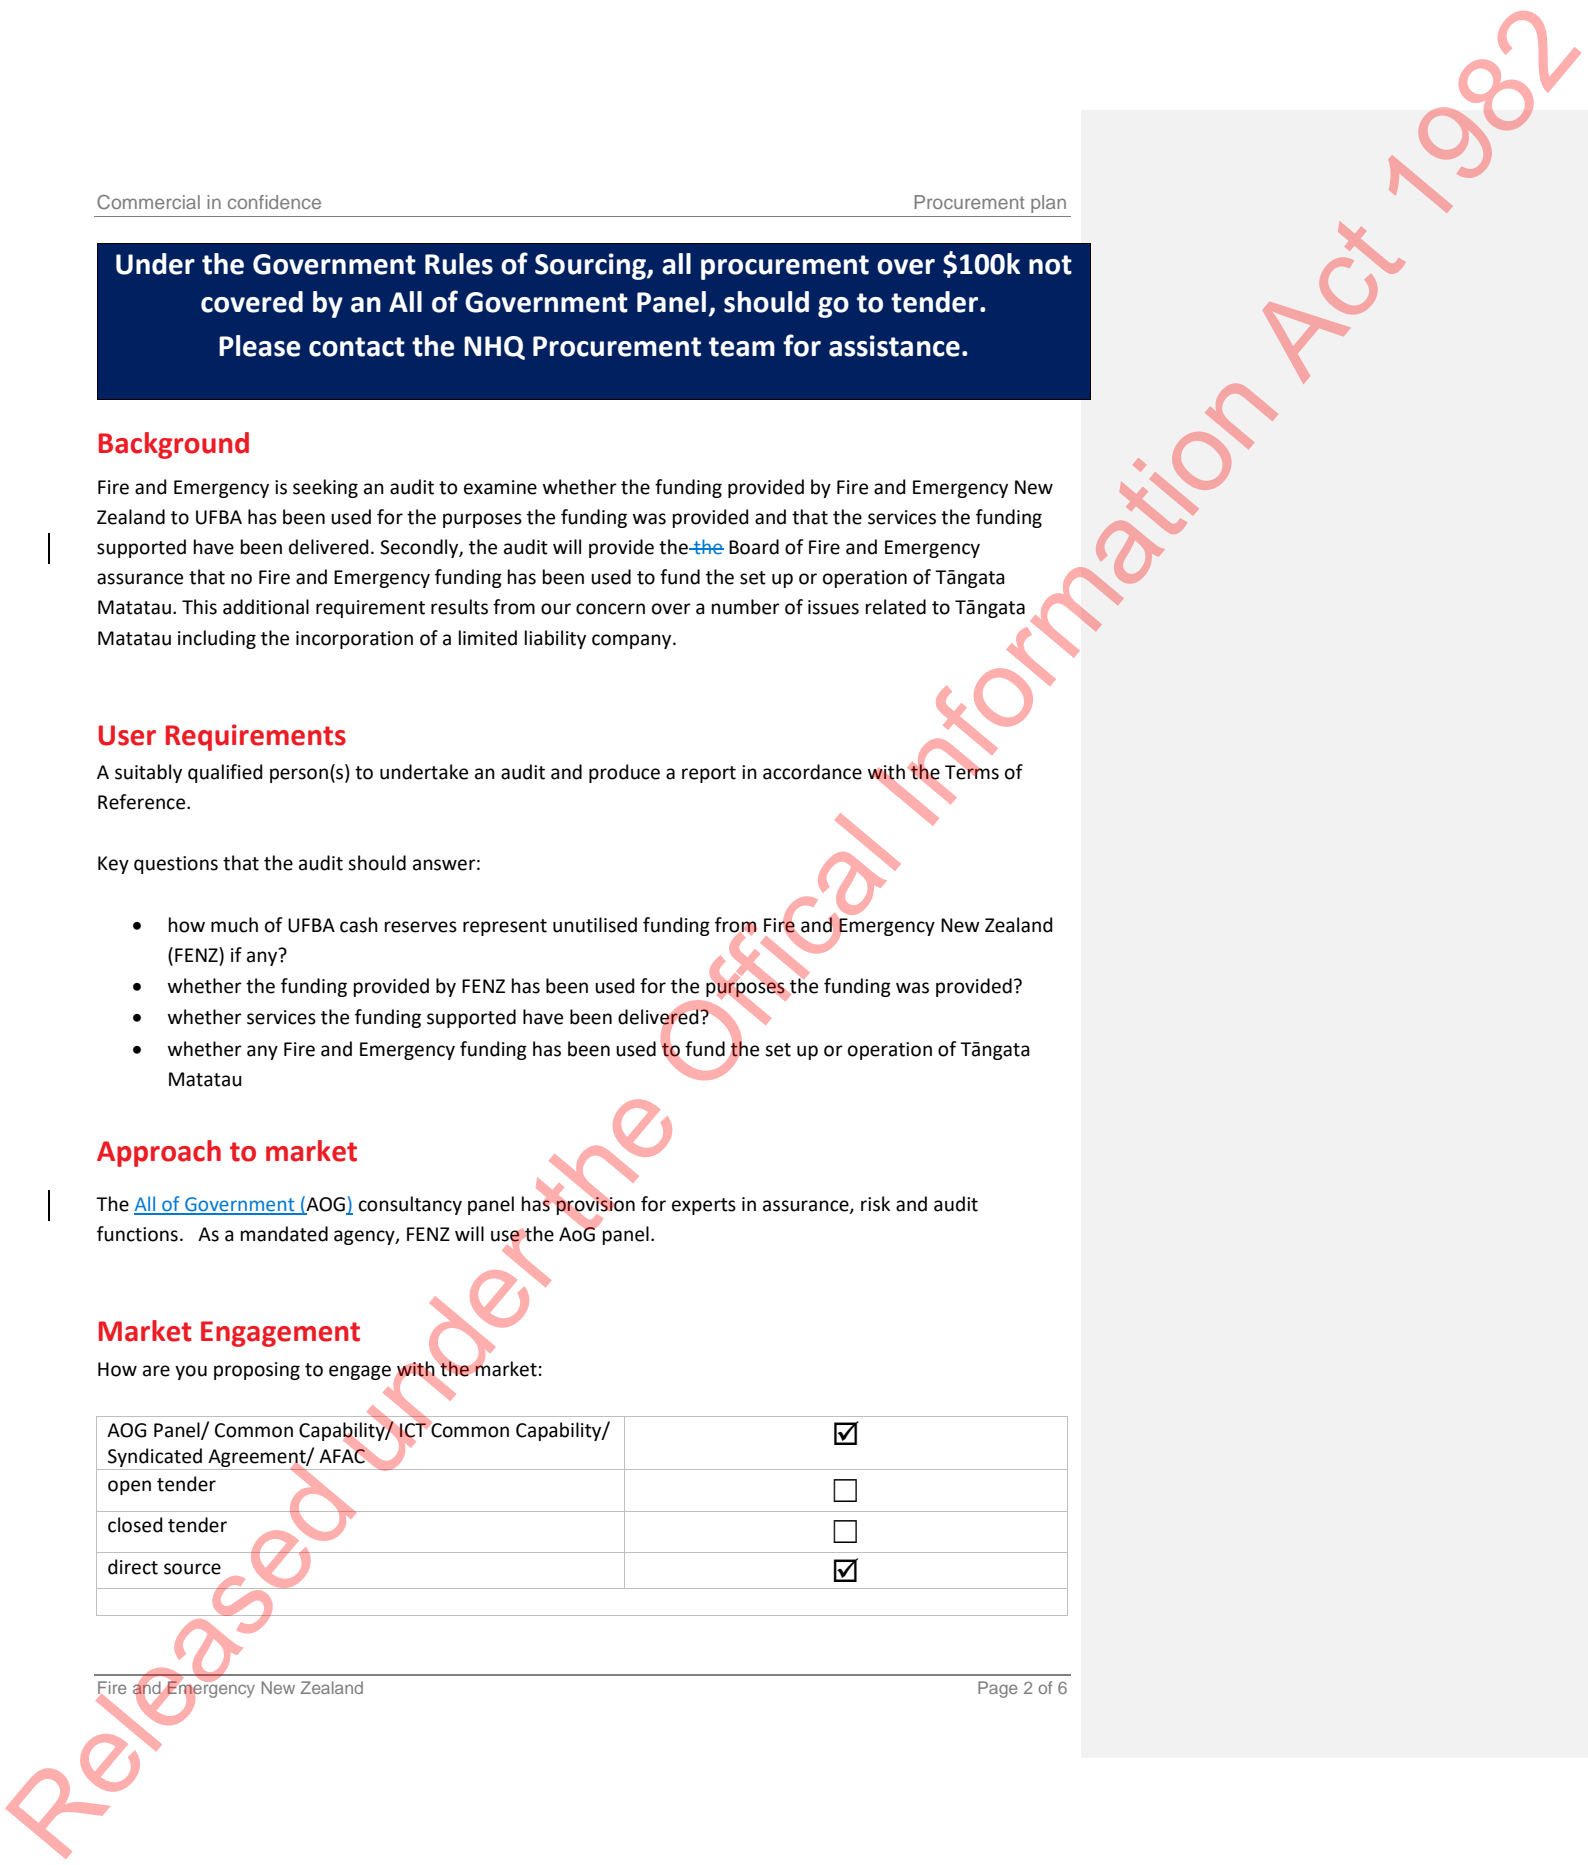 Commercial in confidence Procurement plan
Under the Government Rules of Sourcing, all procurement over $100k not
covered by an All of Government Panel, should go to tender.
Please contact the NHQ Procurement team for assistance.
Background
Fire and Emergency is seeking an audit to examine whether the funding provided by Fire and Emergency New
Zealand to UFBA has been used for the purposes the funding was provided and that the services the funding
supported have been delivered. Secondly, the audit will provide the the Board of Fire and Emergency
assurance that no Fire and Emergency funding has been used to fund the set up or operation of Tāngata
Matatau. This additional requirement results from our concern over a number of issues related to Tāngata
Matatau including the incorporation of a limited liability company.
User Requirements
A suitably qualified person(s) to undertake an audit and produce a report in accordance with the Terms of
Reference.
Key questions that the audit should answer:
• how much of UFBA cash reserves represent unutilised funding from Fire and Emergency New Zealand
(FENZ) if any?
• whether the funding provided by FENZ has been used for the purposes the funding was provided?
• whether services the funding supported have been delivered?
• whether any Fire and Emergency funding has been used to fund the set up or operation of Tāngata
Matatau
Approach to market
The All of Government (AOG) consultancy panel has provision for experts in assurance, risk and audit
functions. As a mandated agency, FENZ will use the AoG panel.
Market Engagement
How are you proposing to engage with the market:
AOG Panel/ Common Capability/ ICT Common Capability/ ☑
Syndicated Agreement/ AFAC
open tender ☐
closed tender ☐
direct source ☑
Fire and Emergency New Zealand Page 2 of 6
Released under the Offical Information Act 1982